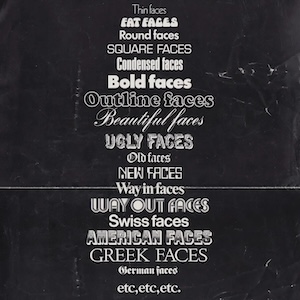 Thin faces
FAT FACES
Round faces
SQUARE FACES
Condensed faces
Bold faces
Outline faces
Beautiful faces
UGLY FACES
Old faces
NEW FACES
Way in faces
WAY OUT FACES
Swiss faces
AMERICAN FACES
GREEK FACES
German faces
etc,etc,etc.